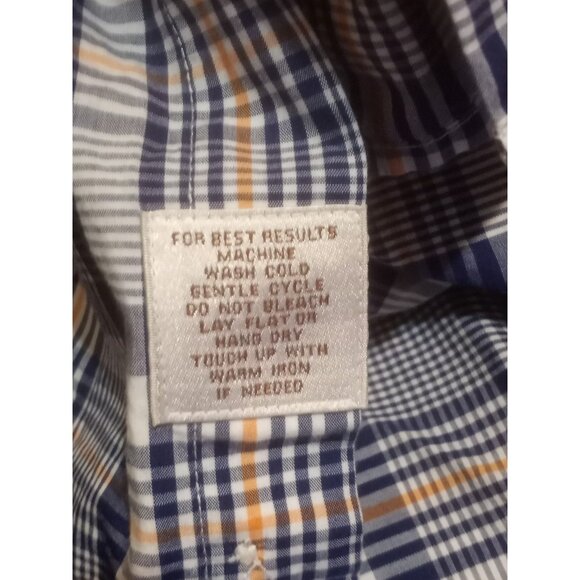 FOR BEST RESULTS
MACHINE
WASH COLD
GENTLE CYCLE
DO NOT BLEACH
LAY FLAT OR
HAND DRY
TOUCH UP WITH
WARM IRON
IF NEEDED